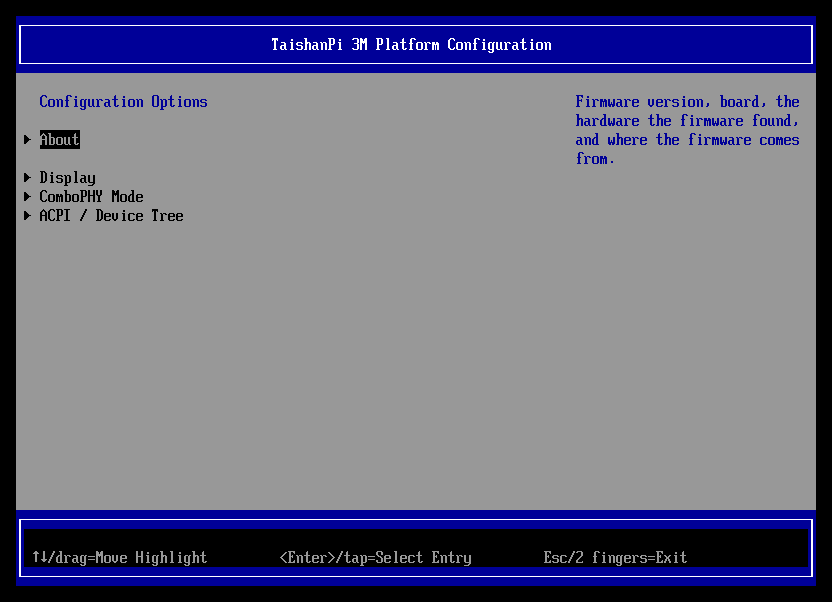 TaishanPi 3M Platform Configuration
Configuration Options
Firmware version, board, the
hardware the firmware found,
and where the firmware comes
from.
About
Display
ComboPHY Mode
ACPI / Device Tree
↑↓/drag=Move Highlight <Enter>/tap=Select Entry Esc/2 fingers=Exit